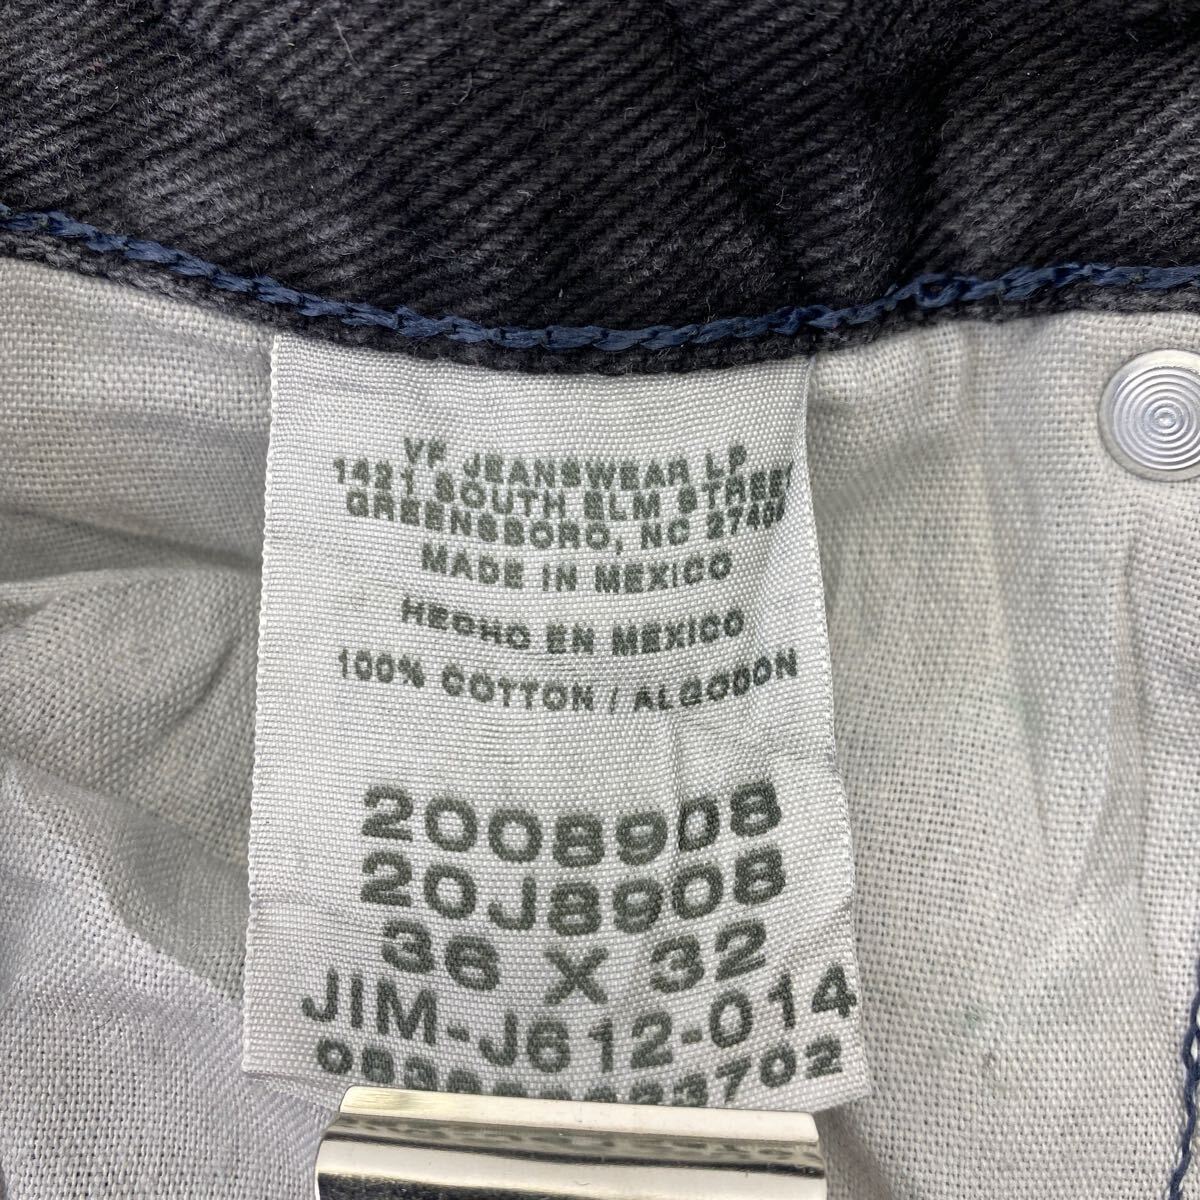 VF JEANSWEAR LP
1421 SOUTH ELM STREET
GREENSBORO, NC
MADE IN MEXICO
HECHO EN MEXICO
100% COTTON / ALGODON
2008908
20J8908
36 X 32
JIM-J612-014